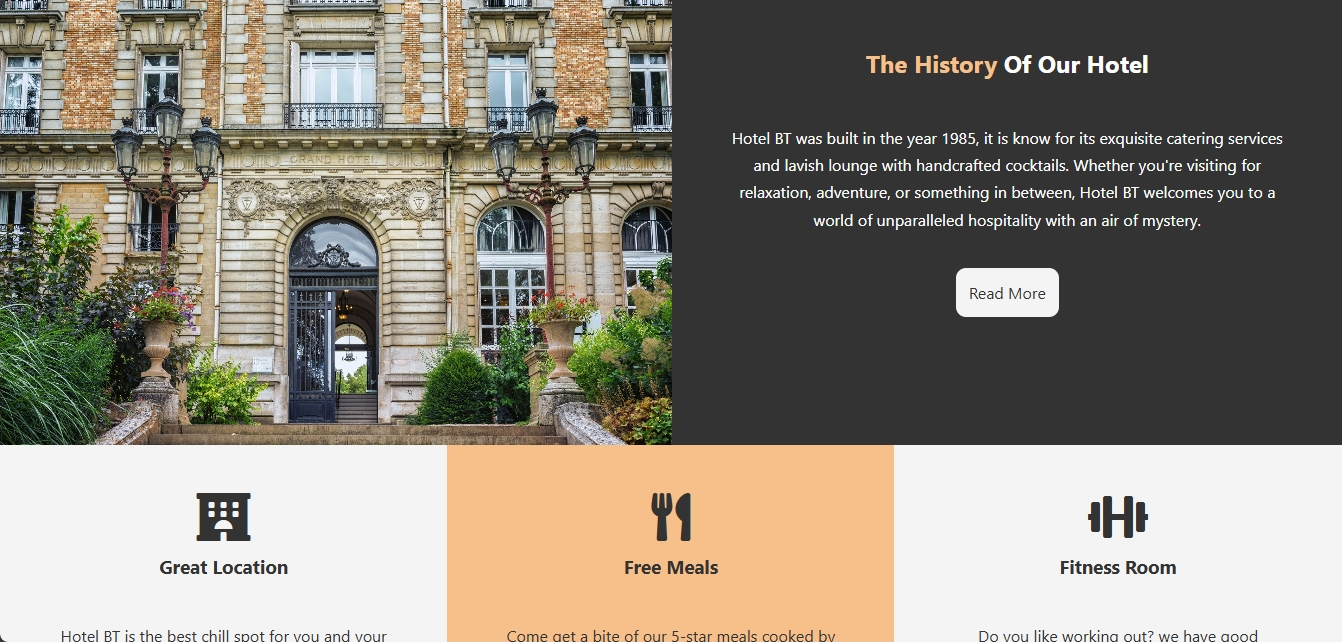 GRAND HOTEL
The History Of Our Hotel
Hotel BT was built in the year 1985, it is know for its exquisite catering services
and lavish lounge with handcrafted cocktails. Whether you're visiting for
relaxation, adventure, or something in between, Hotel BT welcomes you to a
world of unparalleled hospitality with an air of mystery.
Read More
Great Location
Free Meals
Fitness Room
Hotel BT is the best chill spot for you and your
Come get a bite of our 5-star meals cooked by
Do you like working out? we have good